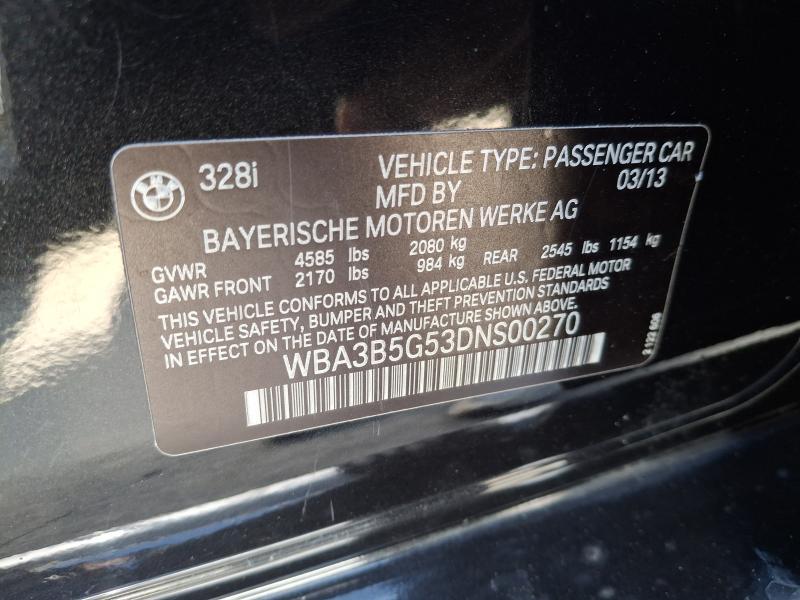 BMW 328i VEHICLE TYPE: PASSENGER CAR
MFD BY 03/13
BAYERISCHE MOTOREN WERKE AG
GVWR 4585 lbs 2080 kg
GAWR FRONT 2170 lbs 984 kg REAR 2545 lbs 1154 kg
THIS VEHICLE CONFORMS TO ALL APPLICABLE U.S. FEDERAL MOTOR
VEHICLE SAFETY, BUMPER AND THEFT PREVENTION STANDARDS
IN EFFECT ON THE DATE OF MANUFACTURE SHOWN ABOVE.
WBA3B5G53DNS00270